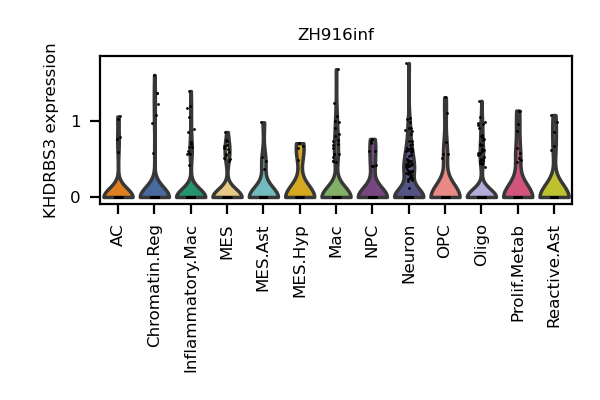 ZH916inf
KHDRBS3 expression
1
0
AC
Chromatin.Reg
Inflammatory.Mac
MES
MES.Ast
MES.Hyp
Mac
NPC
Neuron
OPC
Oligo
Prolif.Metab
Reactive.Ast